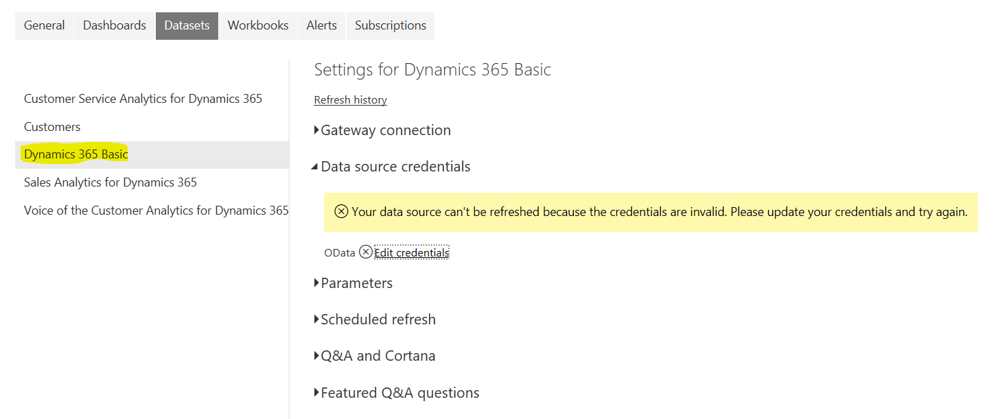 General Dashboards Datasets Workbooks Alerts Subscriptions
Customer Service Analytics for Dynamics 365
Customers
Dynamics 365 Basic
Sales Analytics for Dynamics 365
Voice of the Customer Analytics for Dynamics 365
Settings for Dynamics 365 Basic
Refresh history
Gateway connection
Data source credentials
Your data source can't be refreshed because the credentials are invalid. Please update your credentials and try again.
OData Edit credentials
Parameters
Scheduled refresh
Q&A and Cortana
Featured Q&A questions